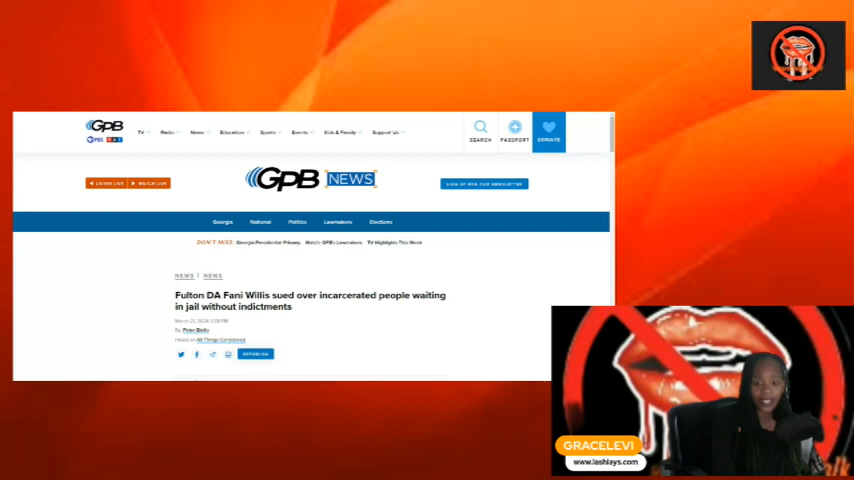 GPB
TV Radio News Education Sports Events Kids & Family Support Us
SEARCH PASSPORT DONATE
PBS
LISTEN LIVE WATCH LIVE
GPB NEWS
SIGN UP FOR OUR NEWSLETTER
Georgia National Politics Lawmakers Elections
DON'T MISS: Georgia Presidential Primary Watch: GPB's Lawmakers TV Highlights This Week
NEWS | NEWS
Fulton DA Fani Willis sued over incarcerated people waiting
in jail without indictments
By: Peter Biello
Heard on All Things Considered
REPUBLISH
GRACELEVI
www.lashlays.com